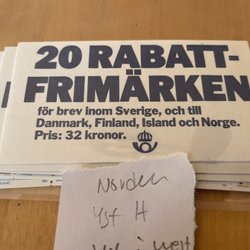 20 RABATT-
FRIMÄRKEN
för brev inom Sverige, och till
Danmark, Finland, Island och Norge.
Pris: 32 kronor.
Norden
H